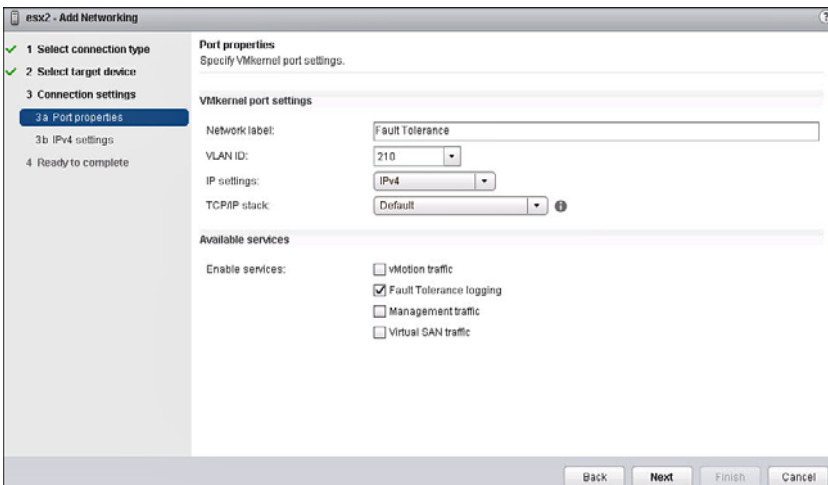 esx2 - Add Networking
?
1 Select connection type
2 Select target device
3 Connection settings
3a Port properties
3b IPv4 settings
4 Ready to complete
Port properties
Specify VMkernel port settings.
VMkernel port settings
Network label: Fault Tolerance
VLAN ID: 210
IP settings: IPv4
TCP/IP stack: Default
Available services
Enable services: vMotion traffic
Fault Tolerance logging
Management traffic
Virtual SAN traffic
Back Next Finish Cancel